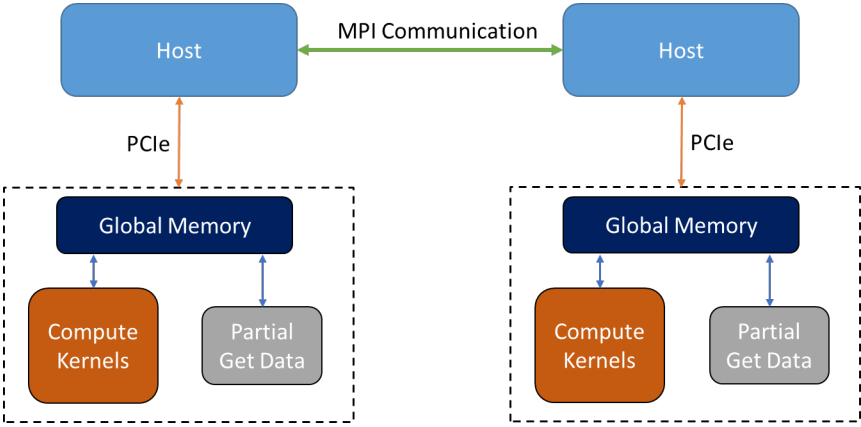 Host
MPI Communication
Host
PCIe
PCIe
Global Memory
Global Memory
Compute
Kernels
Partial
Get Data
Compute
Kernels
Partial
Get Data